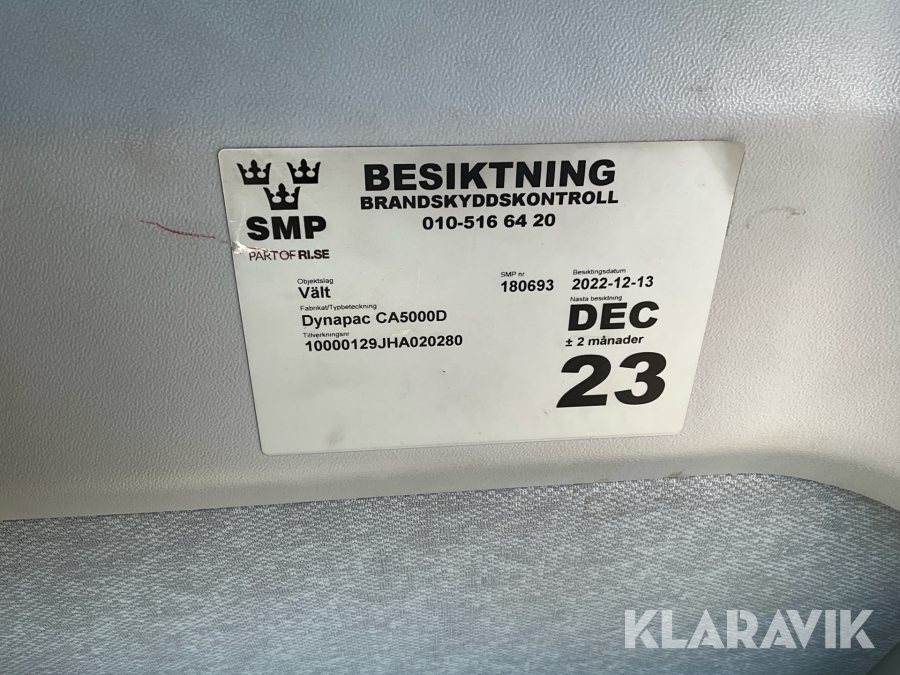 BESIKTNING
BRANDSKYDDSKONTROLL
010-516 64 20
SMP
PART OF RI.SE
Objektslag
Vält
Fabrikat/Typbeteckning
Dynapac CA5000D
Tillverkningsnr
10000129JHA020280
SMP nr
180693
Besiktingsdatum
2022-12-13
Nästa besiktning
DEC
± 2 månader
23
KLARAVIK